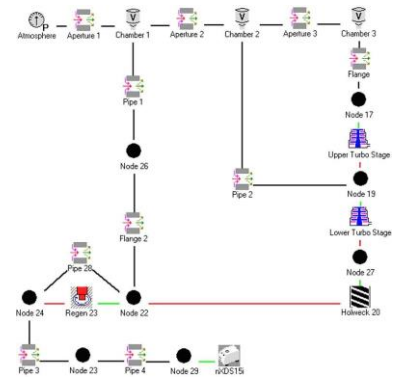 P
V
V
V
Atmosphere
Aperture 1
Chamber 1
Aperture 2
Chamber 2
Aperture 3
Chamber 3
Flange
Pipe 1
Node 17
Upper Turbo Stage
Node 26
Pipe 2
Node 19
Flange 2
Lower Turbo Stage
Pipe 28
Node 27
Node 24
Regen 23
Node 22
Holweck 20
Pipe 3
Node 23
Pipe 4
Node 29
nXDS15i